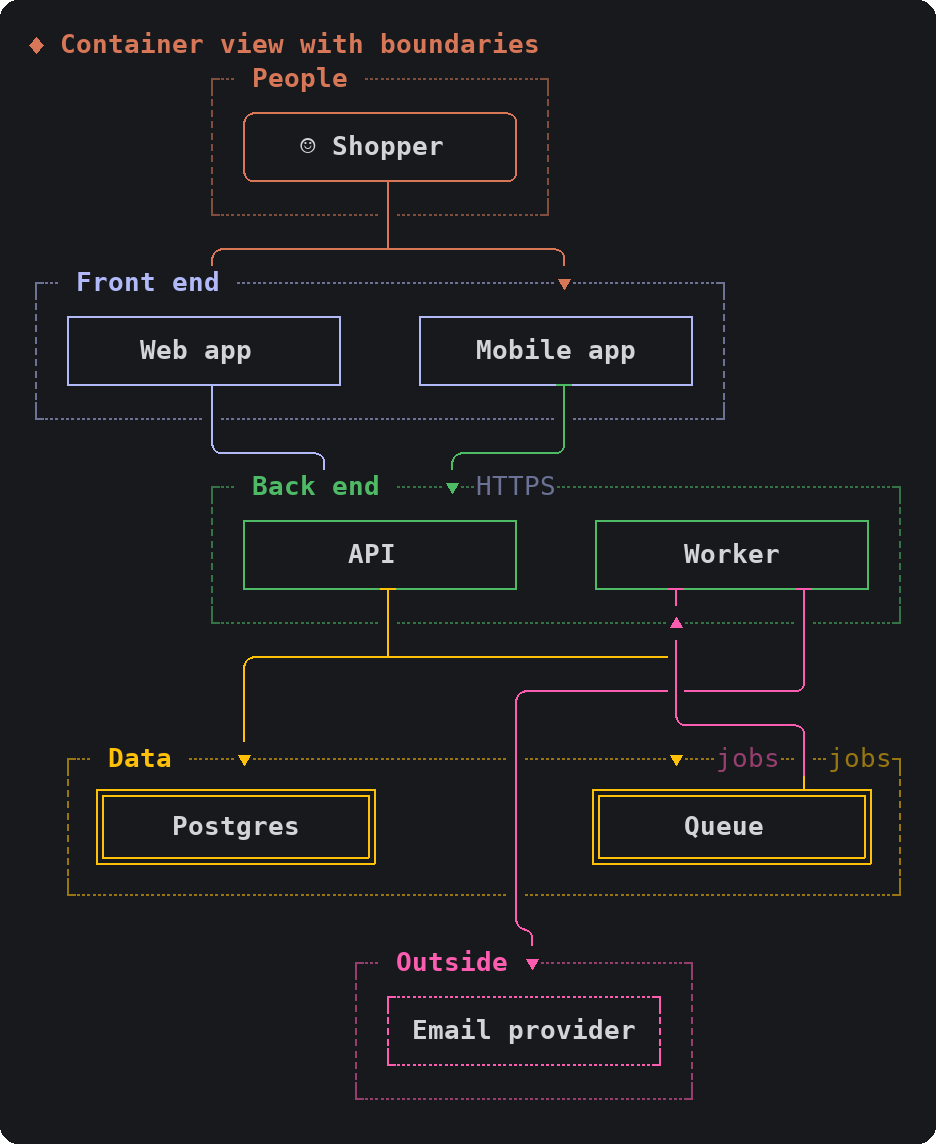 ♦ Container view with boundaries
People
☺ Shopper
Front end
Web app
Mobile app
Back end
HTTPS
API
Worker
Data
jobs
jobs
Postgres
Queue
Outside
Email provider